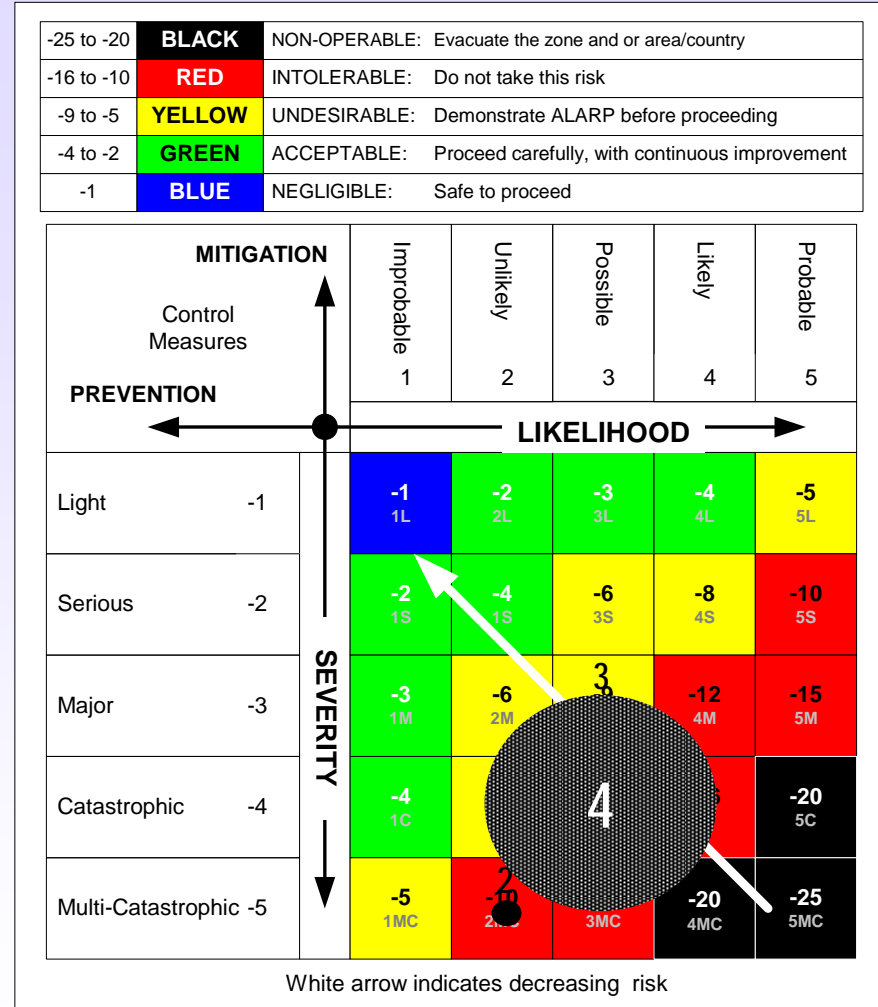 -25 to -20 BLACK NON-OPERABLE: Evacuate the zone and or area/country
-16 to -10 RED INTOLERABLE: Do not take this risk
-9 to -5 YELLOW UNDESIRABLE: Demonstrate ALARP before proceeding
-4 to -2 GREEN ACCEPTABLE: Proceed carefully, with continuous improvement
-1 BLUE NEGLIGIBLE: Safe to proceed
MITIGATION
Control
Measures
PREVENTION
Improbable Unlikely Possible Likely Probable
1 2 3 4 5
LIKELIHOOD
SEVERITY
Light -1 -1 -2 -3 -4 -5
1L 2L 3L 4L 5L
Serious -2 -2 -4 -6 -8 -10
1S 1S 3S 4S 5S
3
Major -3 -3 -6 -12 -15
1M 2M 4M 5M
Catastrophic -4 -4 4 -20
1C 5C
2
Multi-Catastrophic -5 -5 -10 -20 -25
1MC 3MC 4MC 5MC
White arrow indicates decreasing risk